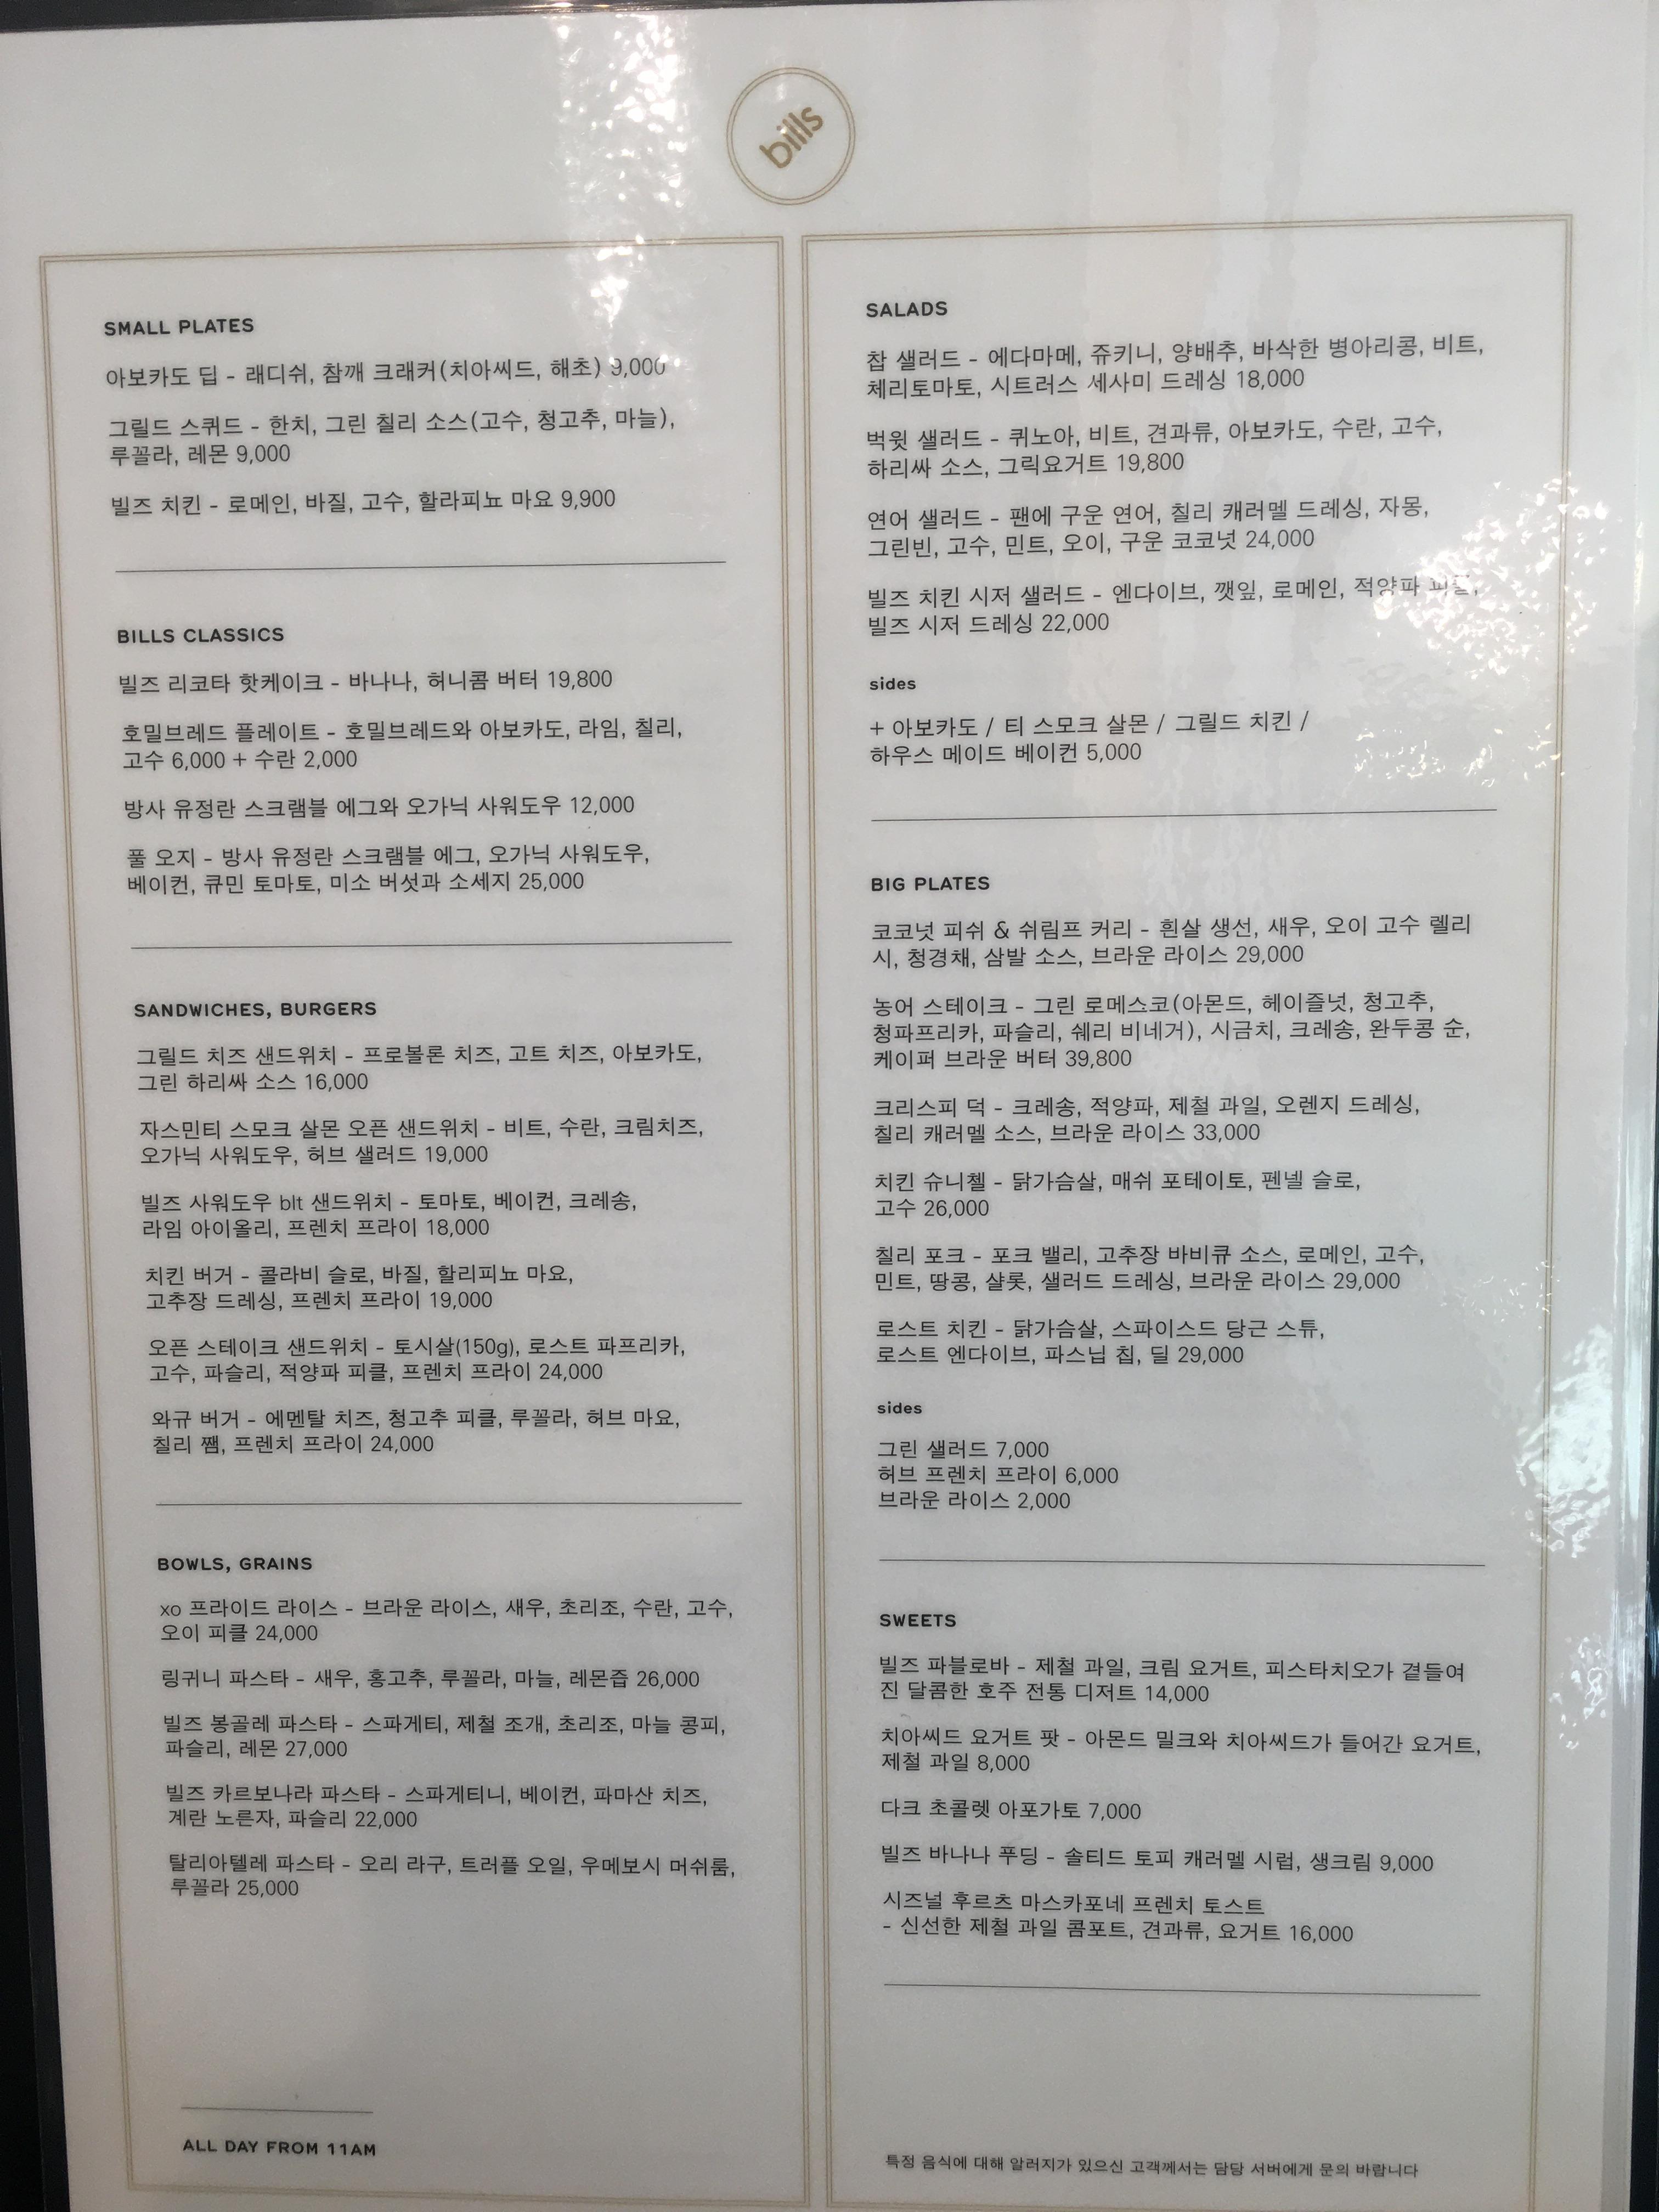 bills
SMALL PLATES
아보카도 딥 - 래디쉬, 참깨 크래커(치아씨드, 해초) 9,000
그릴드 스퀴드 - 한치, 그린 칠리 소스(고수, 청고추, 마늘),
루꼴라, 레몬 9,000
빌즈 치킨 - 로메인, 바질, 고수, 할라피뇨 마요 9,900
BILLS CLASSICS
빌즈 리코타 핫케이크 - 바나나, 허니콤 버터 19,800
호밀브레드 플레이트 - 호밀브레드와 아보카도, 라임, 칠리,
고수 6,000 + 수란 2,000
방사 유정란 스크램블 에그와 오가닉 사워도우 12,000
풀 오지 - 방사 유정란 스크램블 에그, 오가닉 사워도우,
베이컨, 큐민 토마토, 미소 버섯과 소세지 25,000
SANDWICHES, BURGERS
그릴드 치즈 샌드위치 - 프로볼론 치즈, 고트 치즈, 아보카도,
그린 하리싸 소스 16,000
자스민티 스모크 살몬 오픈 샌드위치 - 비트, 수란, 크림치즈,
오가닉 사워도우, 허브 샐러드 19,000
빌즈 사워도우 blt 샌드위치 - 토마토, 베이컨, 크레송,
라임 아이올리, 프렌치 프라이 18,000
치킨 버거 - 콜라비 슬로, 바질, 할리피뇨 마요,
고추장 드레싱, 프렌치 프라이 19,000
오픈 스테이크 샌드위치 - 토시살(150g), 로스트 파프리카,
고수, 파슬리, 적양파 피클, 프렌치 프라이 24,000
와규 버거 - 에멘탈 치즈, 청고추 피클, 루꼴라, 허브 마요,
칠리 쨈, 프렌치 프라이 24,000
BOWLS, GRAINS
xo 프라이드 라이스 - 브라운 라이스, 새우, 초리조, 수란, 고수,
오이 피클 24,000
링귀니 파스타 - 새우, 홍고추, 루꼴라, 마늘, 레몬즙 26,000
빌즈 봉골레 파스타 - 스파게티, 제철 조개, 초리조, 마늘 콩피,
파슬리, 레몬 27,000
빌즈 카르보나라 파스타 - 스파게티니, 베이컨, 파마산 치즈,
계란 노른자, 파슬리 22,000
탈리아텔레 파스타 - 오리 라구, 트러플 오일, 우메보시 머쉬룸,
루꼴라 25,000
ALL DAY FROM 11AM
SALADS
찹 샐러드 - 에다마메, 쥬키니, 양배추, 바삭한 병아리콩, 비트,
체리토마토, 시트러스 세사미 드레싱 18,000
벅윗 샐러드 - 퀴노아, 비트, 견과류, 아보카도, 수란, 고수,
하리싸 소스, 그릭요거트 19,800
연어 샐러드 - 팬에 구운 연어, 칠리 캐러멜 드레싱, 자몽,
그린빈, 고수, 민트, 오이, 구운 코코넛 24,000
빌즈 치킨 시저 샐러드 - 엔다이브, 깻잎, 로메인, 적양파 피클,
빌즈 시저 드레싱 22,000
sides
+ 아보카도 / 티 스모크 살몬 / 그릴드 치킨 /
하우스 메이드 베이컨 5,000
BIG PLATES
코코넛 피쉬 & 쉬림프 커리 - 흰살 생선, 새우, 오이 고수 렐리
시, 청경채, 삼발 소스, 브라운 라이스 29,000
농어 스테이크 - 그린 로메스코(아몬드, 헤이즐넛, 청고추,
청파프리카, 파슬리, 쉐리 비네거), 시금치, 크레송, 완두콩 순,
케이퍼 브라운 버터 39,800
크리스피 덕 - 크레송, 적양파, 제철 과일, 오렌지 드레싱,
칠리 캐러멜 소스, 브라운 라이스 33,000
치킨 슈니첼 - 닭가슴살, 매쉬 포테이토, 펜넬 슬로,
고수 26,000
칠리 포크 - 포크 밸리, 고추장 바비큐 소스, 로메인, 고수,
민트, 땅콩, 샬롯, 샐러드 드레싱, 브라운 라이스 29,000
로스트 치킨 - 닭가슴살, 스파이스드 당근 스튜,
로스트 엔다이브, 파스닙 칩, 딜 29,000
sides
그린 샐러드 7,000
허브 프렌치 프라이 6,000
브라운 라이스 2,000
SWEETS
빌즈 파블로바 - 제철 과일, 크림 요거트, 피스타치오가 곁들여
진 달콤한 호주 전통 디저트 14,000
치아씨드 요거트 팟 - 아몬드 밀크와 치아씨드가 들어간 요거트,
제철 과일 8,000
다크 초콜렛 아포가토 7,000
빌즈 바나나 푸딩 - 솔티드 토피 캐러멜 시럽, 생크림 9,000
시즈널 후르츠 마스카포네 프렌치 토스트
- 신선한 제철 과일 콤포트, 견과류, 요거트 16,000
특정 음식에 대해 알러지가 있으신 고객께서는 담당 서버에게 문의 바랍니다